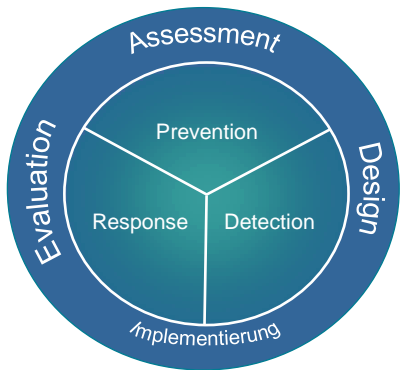 Assessment
Prevention
Evaluation
Design
Response
Detection
Implementierung